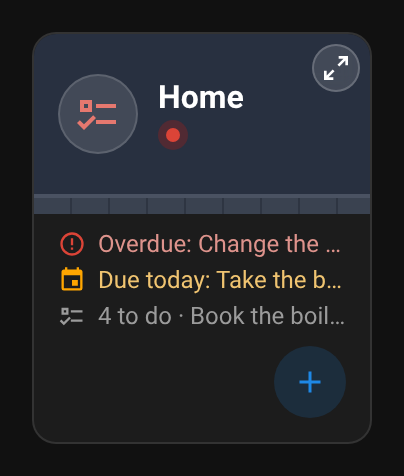 Home
Overdue: Change the ...
Due today: Take the b...
4 to do · Book the boil...